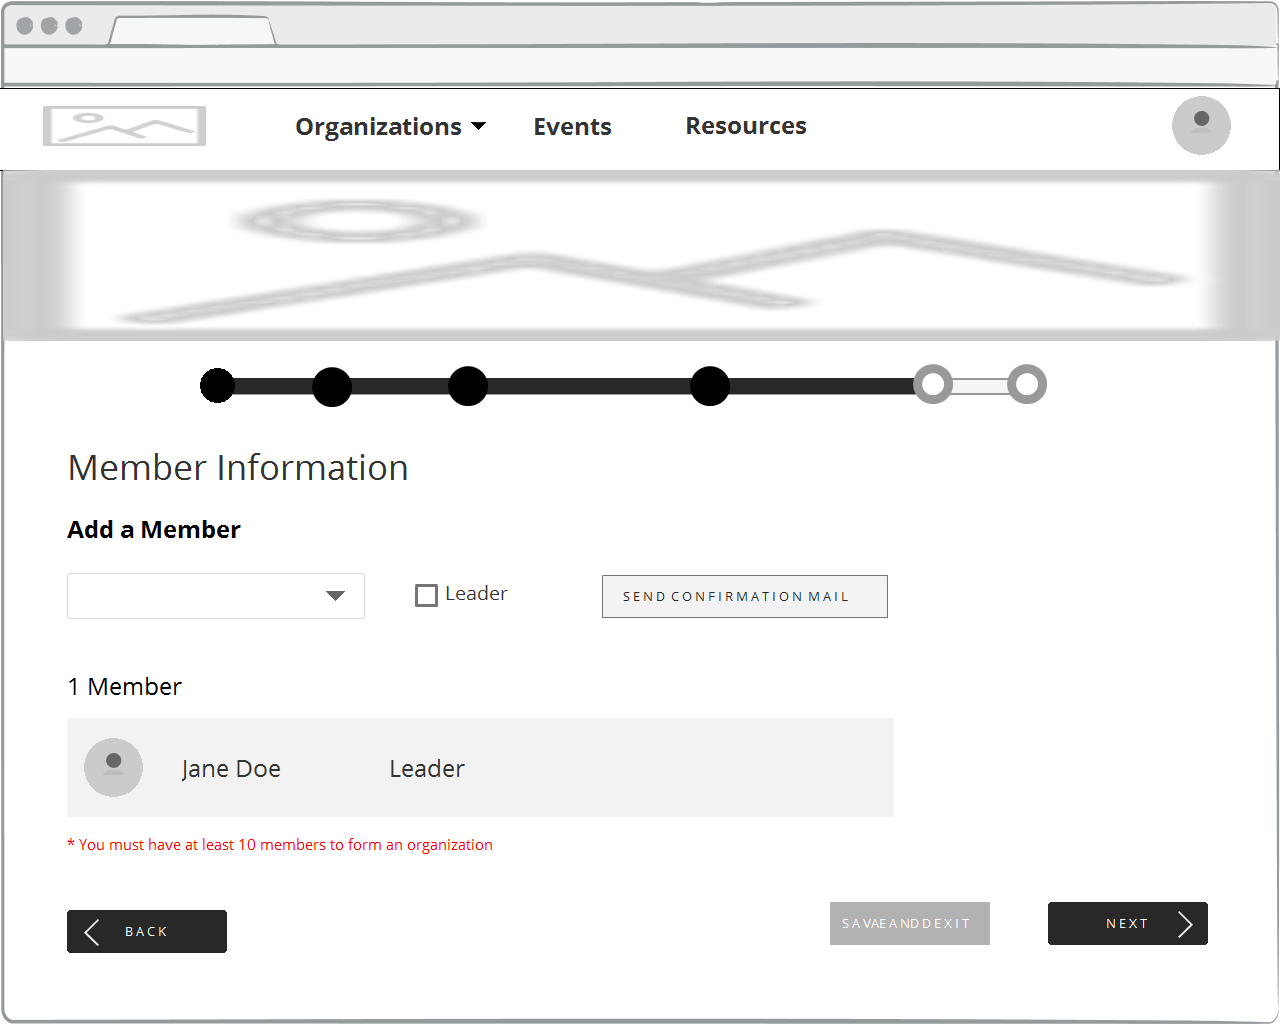 Organizations Events Resources
Member Information
Add a Member
Leader SEND CONFIRMATION MAIL
1 Member
Jane Doe Leader
* You must have at least 10 members to form an organization
BACK SAVAEANDDEXIT NEXT